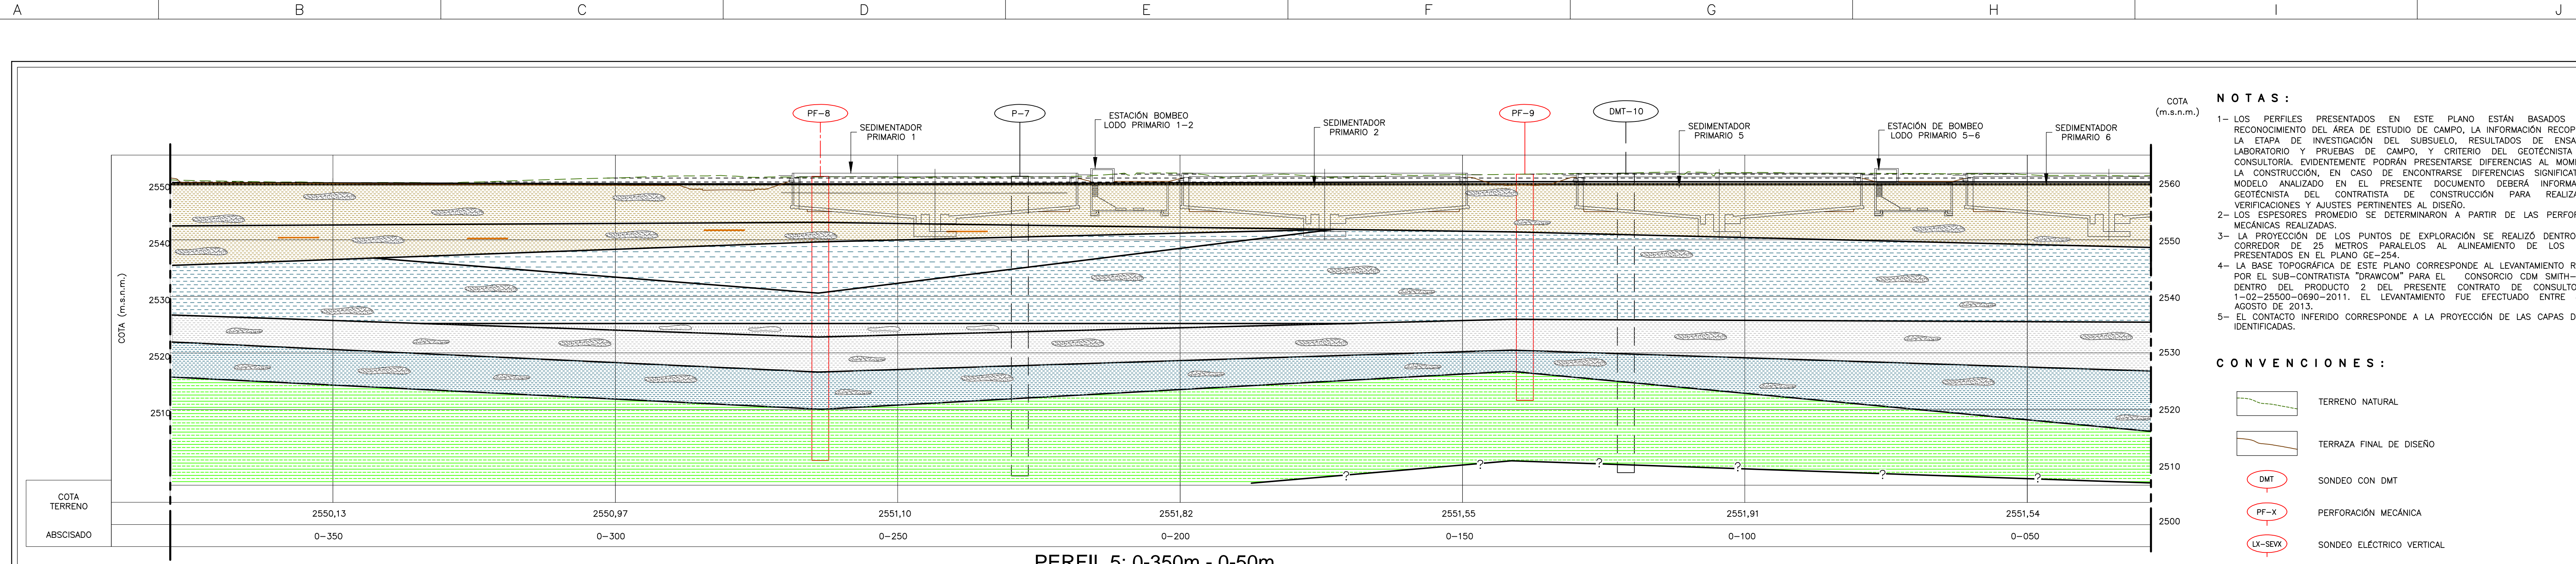 A B C D E F G H I J
PF-8
P-7
PF-9
DMT-10
SEDIMENTADOR
PRIMARIO 1
ESTACIÓN BOMBEO
LODO PRIMARIO 1-2
SEDIMENTADOR
PRIMARIO 2
SEDIMENTADOR
PRIMARIO 5
ESTACIÓN DE BOMBEO
LODO PRIMARIO 5-6
SEDIMENTADOR
PRIMARIO 6
COTA (m.s.n.m.)
2550
2540
2530
2520
2510
COTA
(m.s.n.m.)
2560
2550
2540
2530
2520
2510
2500
? ? ? ? ? ?
COTA
TERRENO
2550,13 2550,97 2551,10 2551,82 2551,55 2551,91 2551,54
ABSCISADO
0-350 0-300 0-250 0-200 0-150 0-100 0-050
PERFIL 5: 0-350m - 0-50m
NOTAS:
1- LOS PERFILES PRESENTADOS EN ESTE PLANO ESTÁN BASADOS
RECONOCIMIENTO DEL ÁREA DE ESTUDIO DE CAMPO, LA INFORMACIÓN RECOP
LA ETAPA DE INVESTIGACIÓN DEL SUBSUELO, RESULTADOS DE ENSA
LABORATORIO Y PRUEBAS DE CAMPO, Y CRITERIO DEL GEOTECNISTA
CONSULTORÍA. EVIDENTEMENTE PODRÁN PRESENTARSE DIFERENCIAS AL MOM
LA CONSTRUCCIÓN, EN CASO DE ENCONTRARSE DIFERENCIAS SIGNIFICAT
MODELO ANALIZADO EN EL PRESENTE DOCUMENTO DEBERÁ INFORMA
GEOTÉCNISTA DEL CONTRATISTA DE CONSTRUCCIÓN PARA REALIZA
VERIFICACIONES Y AJUSTES PERTINENTES AL DISEÑO.
2- LOS ESPESORES PROMEDIO SE DETERMINARON A PARTIR DE LAS PERFO
MECÁNICAS REALIZADAS.
3- LA PROYECCIÓN DE LOS PUNTOS DE EXPLORACIÓN SE REALIZÓ DENTRO
CORREDOR DE 25 METROS PARALELOS AL ALINEAMIENTO DE LOS
PRESENTADOS EN EL PLANO GE-254.
4- LA BASE TOPOGRÁFICA DE ESTE PLANO CORRESPONDE AL LEVANTAMIENTO R
POR EL SUB-CONTRATISTA "DRAWCOM" PARA EL CONSORCIO CDM SMITH-
DENTRO DEL PRODUCTO 2 DEL PRESENTE CONTRATO DE CONSULTO
1-02-25500-0690-2011. EL LEVANTAMIENTO FUE EFECTUADO ENTRE
AGOSTO DE 2013.
5- EL CONTACTO INFERIDO CORRESPONDE A LA PROYECCIÓN DE LAS CAPAS D
IDENTIFICADAS.
CONVENCIONES:
TERRENO NATURAL
TERRAZA FINAL DE DISEÑO
DMT SONDEO CON DMT
PF-X PERFORACIÓN MECÁNICA
LX-SEVX SONDEO ELÉCTRICO VERTICAL